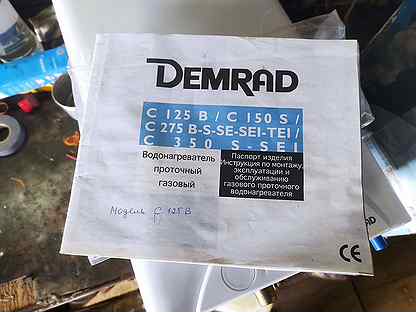 DEMRAD
C 125 B / C 150 S /
C 275 B-S-SE-SEI-TEI /
C 350 S-SEI
Водонагреватель
проточный
газовый
Паспорт изделия
Инструкция по монтажу,
эксплуатации и
обслуживанию
газового проточного
водонагревателя
Модель С 125 В
CE